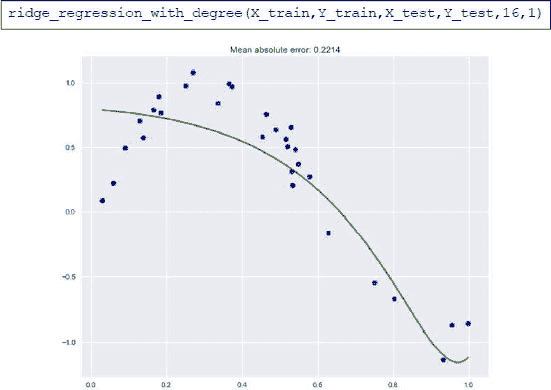 ridge_regression_with_degree(X_train,Y_train,X_test,Y_test,16,1)
Mean absolute error: 0.2214
1.0
0.5
0.0
−0.5
−1.0
0.0 0.2 0.4 0.6 0.8 1.0